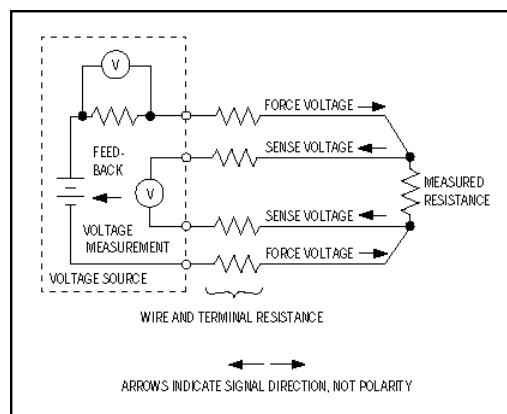 V
FORCE VOLTAGE
FEED-
BACK
SENSE VOLTAGE
V
MEASURED
RESISTANCE
VOLTAGE
MEASUREMENT
SENSE VOLTAGE
FORCE VOLTAGE
VOLTAGE SOURCE
WIRE AND TERMINAL RESISTANCE
ARROWS INDICATE SIGNAL DIRECTION, NOT POLARITY